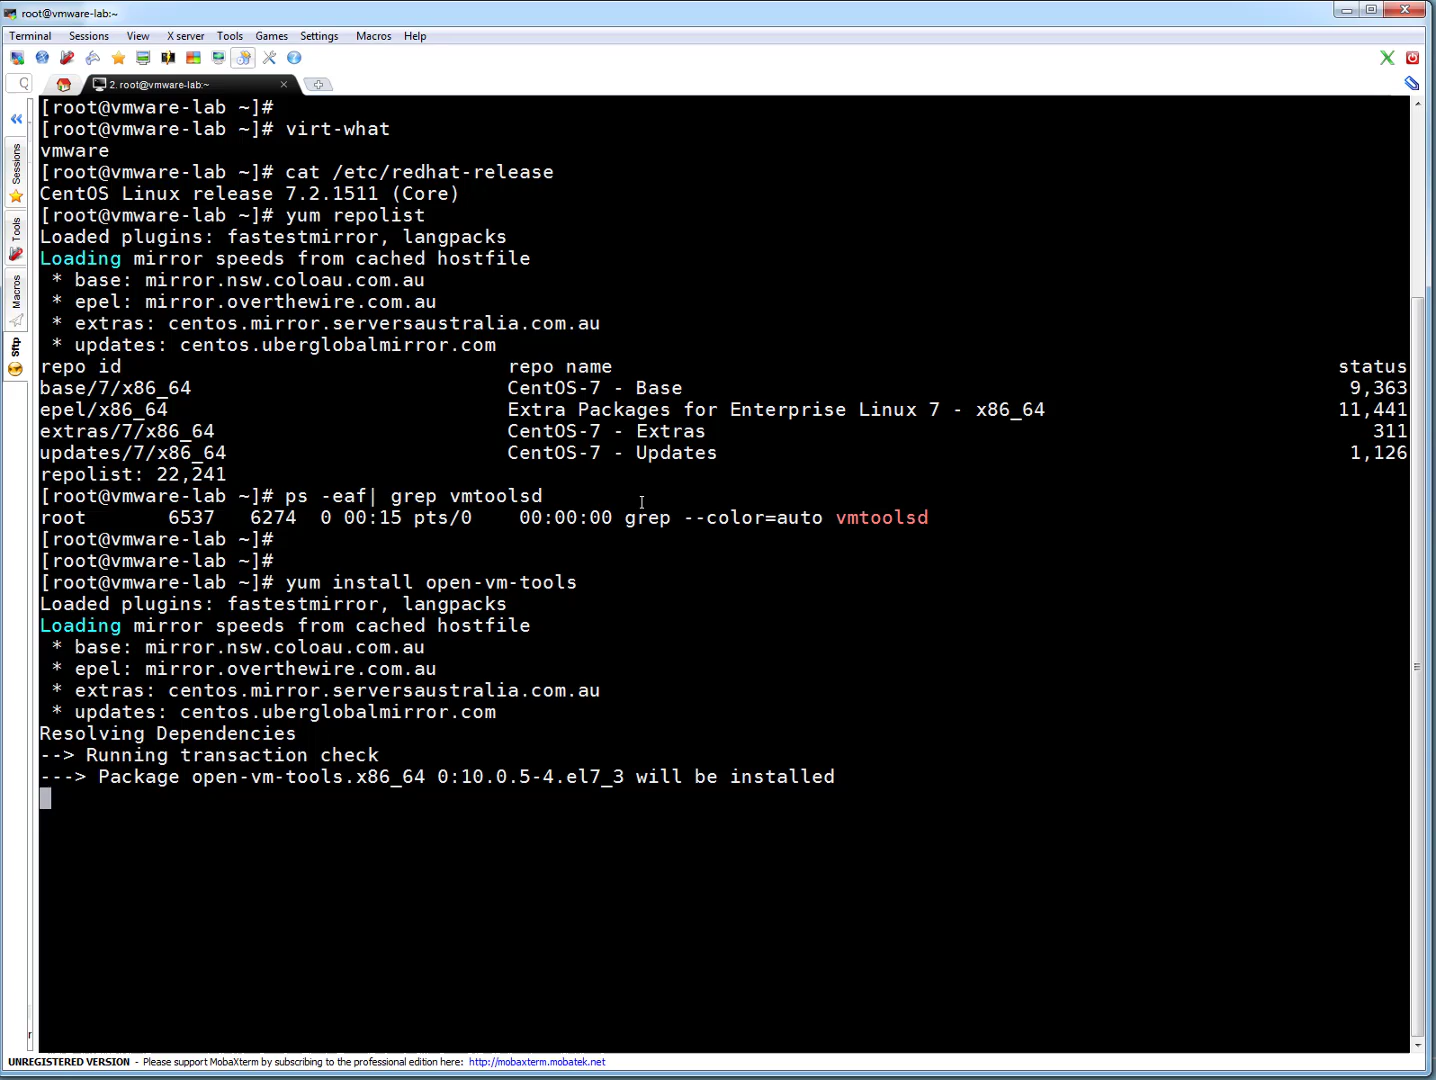 root@vmware-lab:~
Terminal Sessions View X server Tools Games Settings Macros Help
2. root@vmware-lab:~
Sessions
Tools
Macros
Sftp
[root@vmware-lab ~]#
[root@vmware-lab ~]# virt-what
vmware
[root@vmware-lab ~]# cat /etc/redhat-release
CentOS Linux release 7.2.1511 (Core)
[root@vmware-lab ~]# yum repolist
Loaded plugins: fastestmirror, langpacks
Loading mirror speeds from cached hostfile
 * base: mirror.nsw.coloau.com.au
 * epel: mirror.overthewire.com.au
 * extras: centos.mirror.serversaustralia.com.au
 * updates: centos.uberglobalmirror.com
repo id repo name status
base/7/x86_64 CentOS-7 - Base 9,363
epel/x86_64 Extra Packages for Enterprise Linux 7 - x86_64 11,441
extras/7/x86_64 CentOS-7 - Extras 311
updates/7/x86_64 CentOS-7 - Updates 1,126
repolist: 22,241
[root@vmware-lab ~]# ps -eaf| grep vmtoolsd
root 6537 6274 0 00:15 pts/0 00:00:00 grep --color=auto vmtoolsd
[root@vmware-lab ~]#
[root@vmware-lab ~]#
[root@vmware-lab ~]# yum install open-vm-tools
Loaded plugins: fastestmirror, langpacks
Loading mirror speeds from cached hostfile
 * base: mirror.nsw.coloau.com.au
 * epel: mirror.overthewire.com.au
 * extras: centos.mirror.serversaustralia.com.au
 * updates: centos.uberglobalmirror.com
Resolving Dependencies
--> Running transaction check
---> Package open-vm-tools.x86_64 0:10.0.5-4.el7_3 will be installed
UNREGISTERED VERSION - Please support MobaXterm by subscribing to the professional edition here: http://mobaxterm.mobatek.net